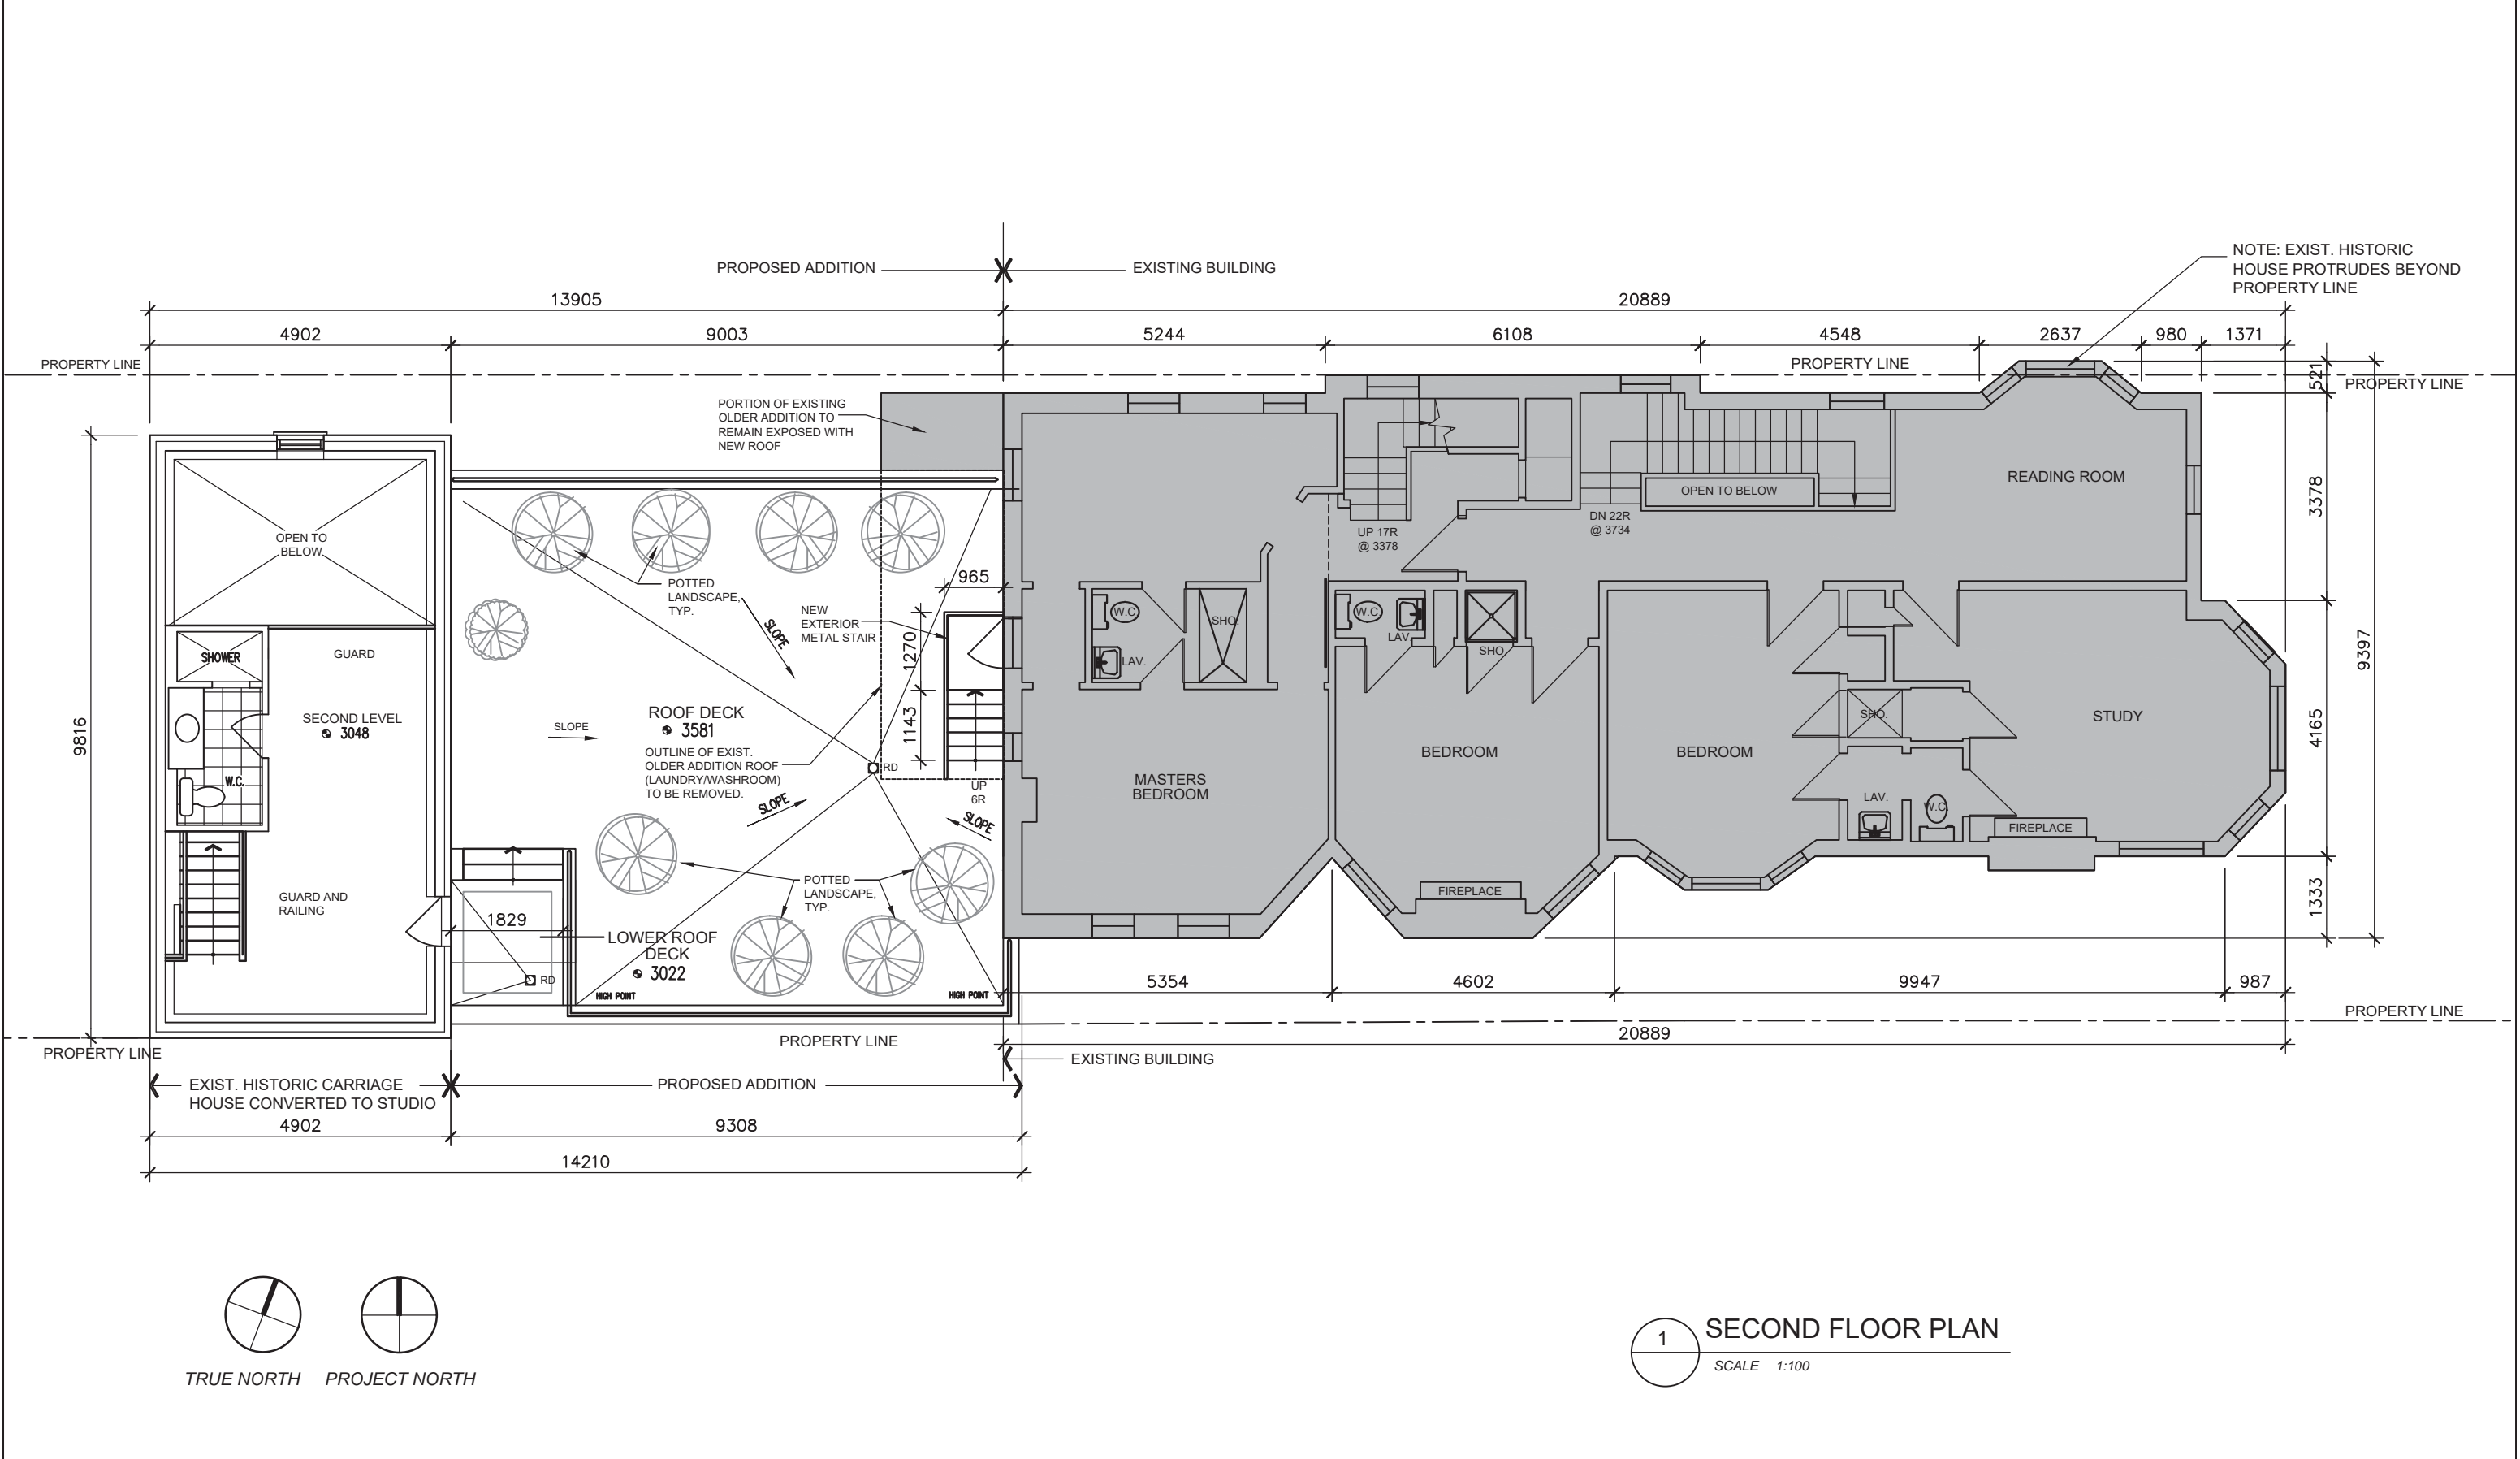 NOTE: EXIST. HISTORIC
HOUSE PROTRUDES BEYOND
PROPERTY LINE
PROPOSED ADDITION
EXISTING BUILDING
13905
20889
4902
9003
5244
6108
4548
2637
980
1371
PROPERTY LINE
PROPERTY LINE
PROPERTY LINE
521
PORTION OF EXISTING
OLDER ADDITION TO
REMAIN EXPOSED WITH
NEW ROOF
READING ROOM
OPEN TO BELOW
3378
DN 22R
@ 3734
UP 17R
@ 3378
OPEN TO
BELOW
POTTED
LANDSCAPE,
TYP.
965
NEW
EXTERIOR
METAL STAIR
SLOPE
1270
W.C
LAV.
SHO.
W.C
LAV.
SHO.
SHOWER
GUARD
9397
9816
SECOND LEVEL
3048
ROOF DECK
3581
SLOPE
1143
OUTLINE OF EXIST.
OLDER ADDITION ROOF
(LAUNDRY/WASHROOM)
TO BE REMOVED.
RD
SHO.
STUDY
4165
BEDROOM
BEDROOM
MASTERS
BEDROOM
W.C.
UP
6R
SLOPE
SLOPE
LAV.
W.C.
FIREPLACE
POTTED
LANDSCAPE,
TYP.
FIREPLACE
GUARD AND
RAILING
1333
1829
LOWER ROOF
DECK
3022
RD
HIGH POINT
HIGH POINT
5354
4602
9947
987
PROPERTY LINE
PROPERTY LINE
PROPERTY LINE
20889
EXISTING BUILDING
EXIST. HISTORIC CARRIAGE
HOUSE CONVERTED TO STUDIO
PROPOSED ADDITION
4902
9308
14210
TRUE NORTH
PROJECT NORTH
1
SECOND FLOOR PLAN
SCALE 1:100